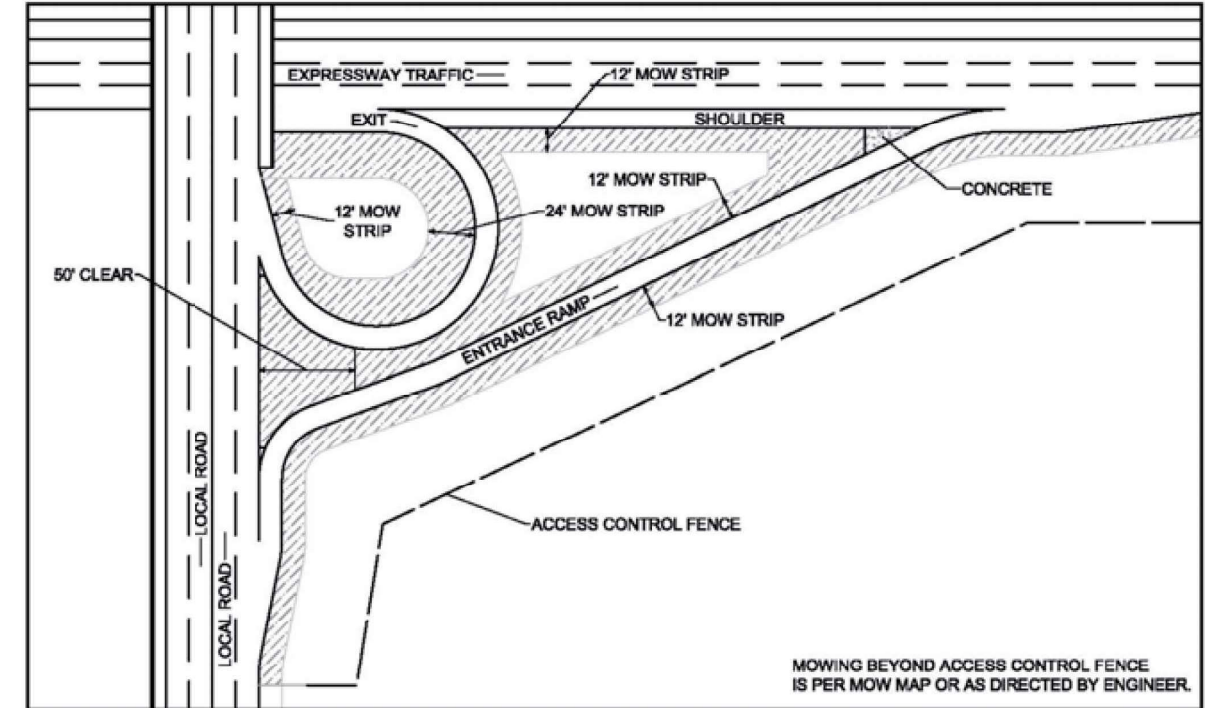 EXPRESSWAY TRAFFIC
12' MOW STRIP
EXIT
SHOULDER
12' MOW STRIP
CONCRETE
12' MOW
STRIP
24' MOW STRIP
50' CLEAR
ENTRANCE RAMP
12' MOW STRIP
LOCAL ROAD
LOCAL ROAD
ACCESS CONTROL FENCE
MOWING BEYOND ACCESS CONTROL FENCE
IS PER MOW MAP OR AS DIRECTED BY ENGINEER.